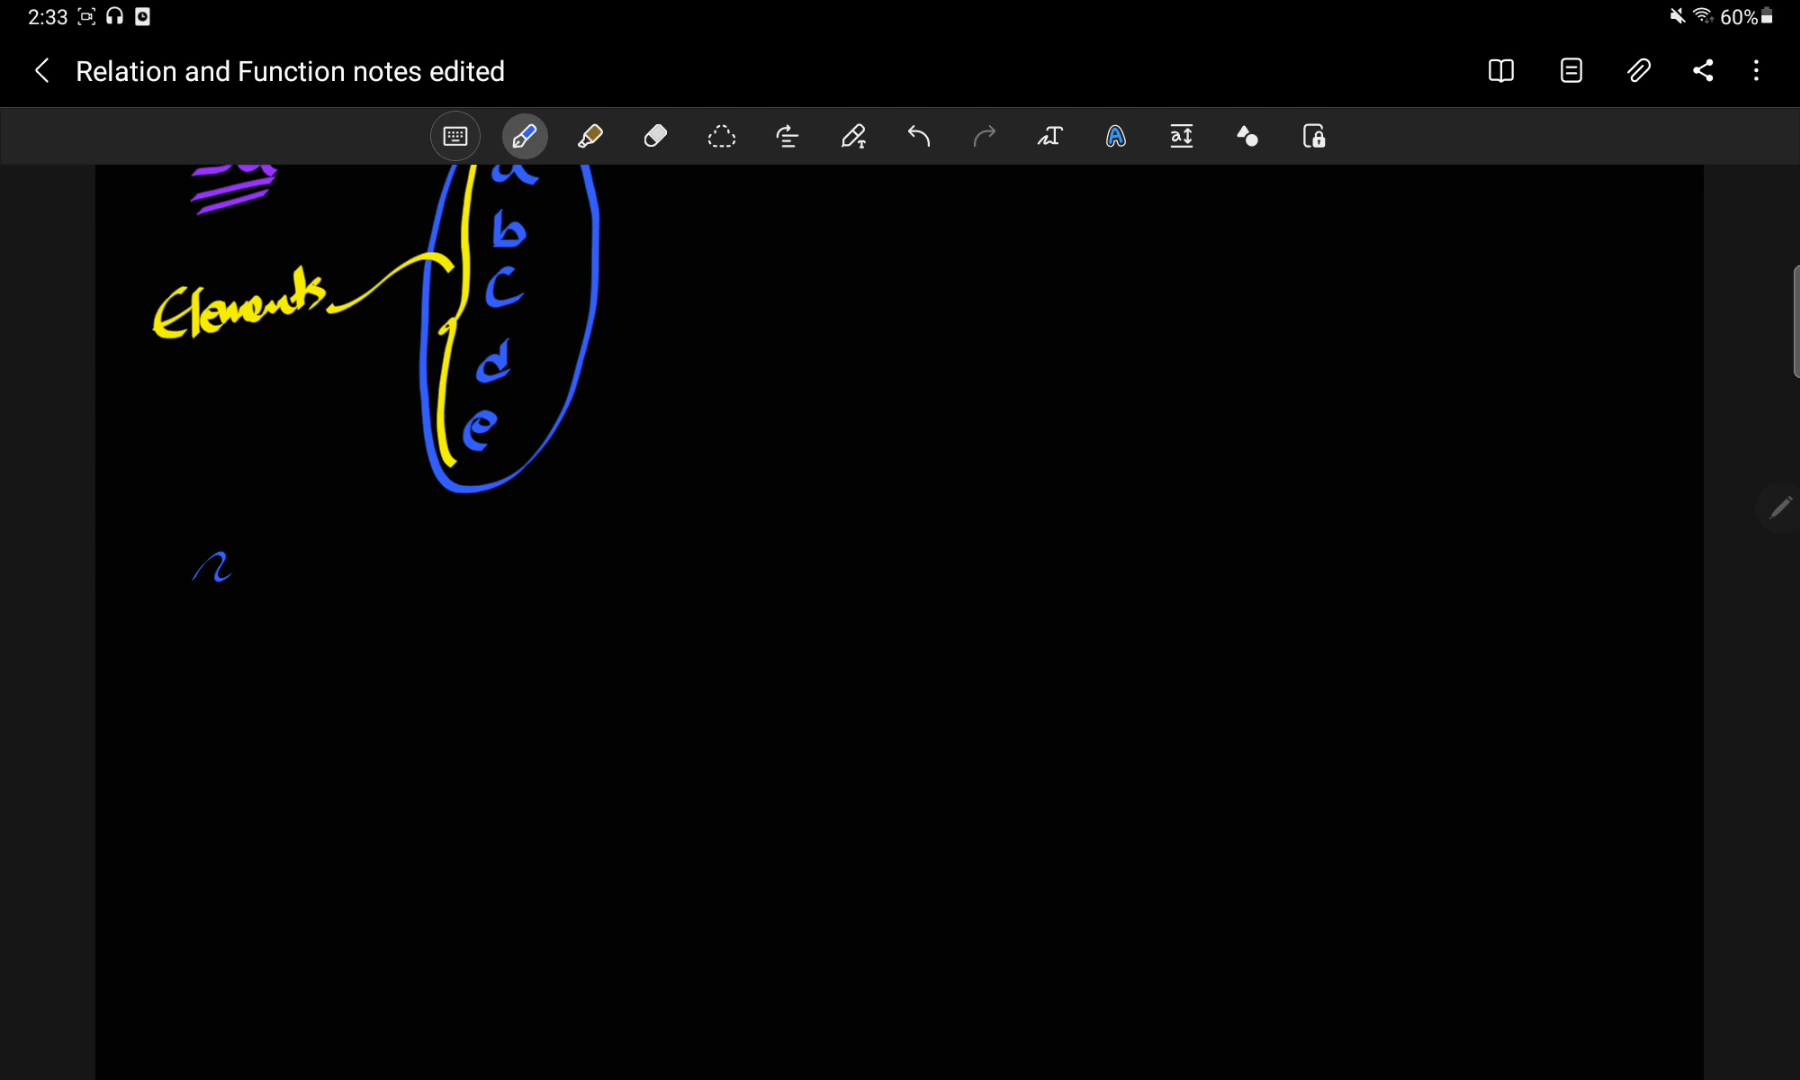 2:33 60%
Relation and Function notes edited
a
b
Elements
c
d
e